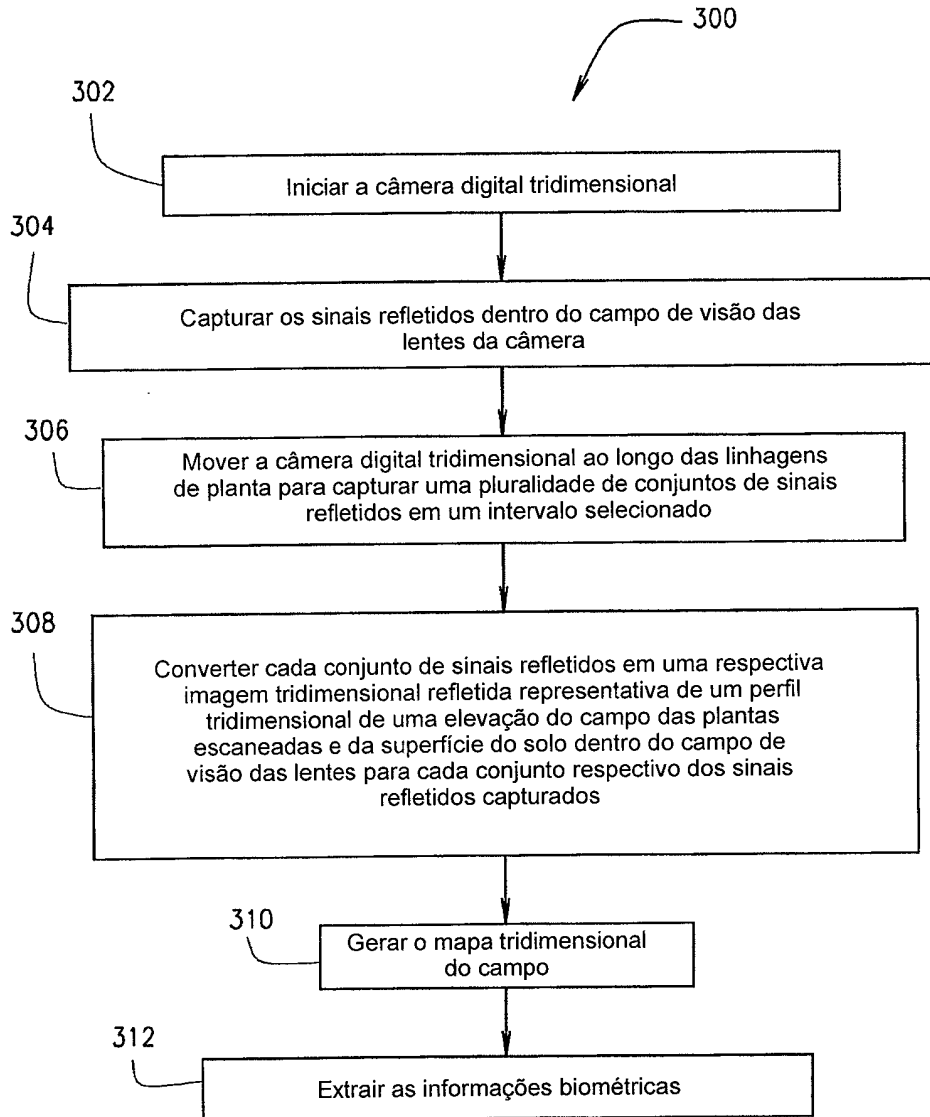 300
302
Iniciar a câmera digital tridimensional
304
Capturar os sinais refletidos dentro do campo de visão das
lentes da câmera
306
Mover a câmera digital tridimensional ao longo das linhagens
de planta para capturar uma pluralidade de conjuntos de sinais
refletidos em um intervalo selecionado
308
Converter cada conjunto de sinais refletidos em uma respectiva
imagem tridimensional refletida representativa de um perfil
tridimensional de uma elevação do campo das plantas
escaneadas e da superfície do solo dentro do campo de
visão das lentes para cada conjunto respectivo dos sinais
refletidos capturados
310
Gerar o mapa tridimensional
do campo
312
Extrair as informações biométricas